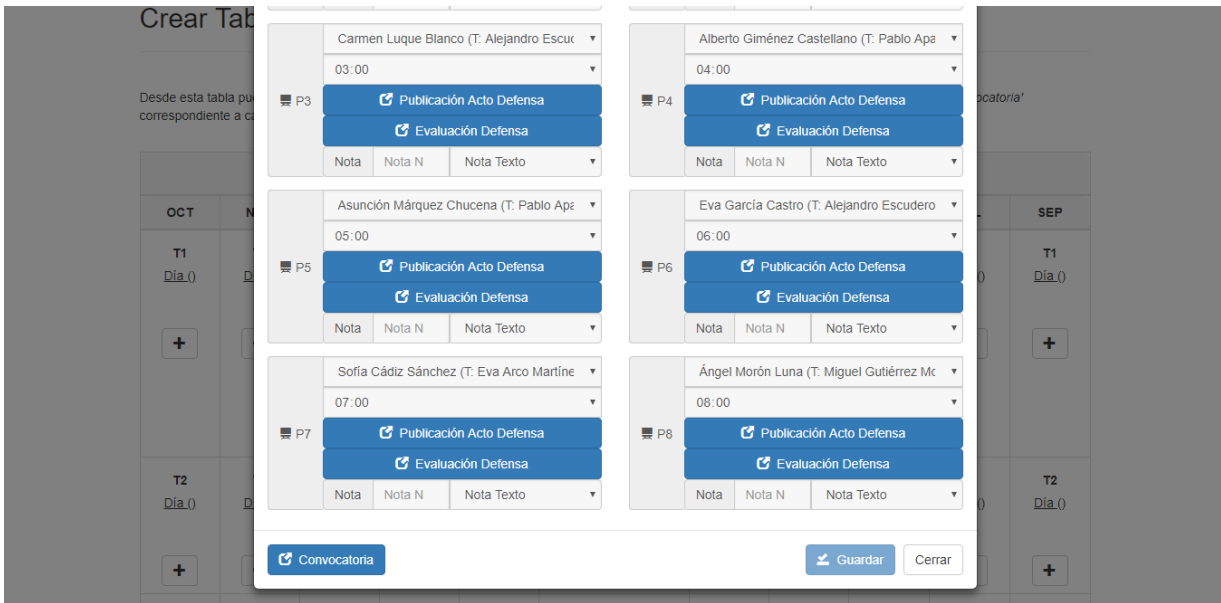 Crear Tab
Desde esta tabla pu
ocatoria'
correspondiente a c
OCT
N
L
SEP
T1
Día ()
D
()
T1
Día ()
T2
Día ()
D
()
T2
Día ()
Carmen Luque Blanco (T: Alejandro Escuc
03:00
P3
Publicación Acto Defensa
Evaluación Defensa
Nota Nota N Nota Texto
Alberto Giménez Castellano (T: Pablo Apa
04:00
P4
Publicación Acto Defensa
Evaluación Defensa
Nota Nota N Nota Texto
Asunción Márquez Chucena (T: Pablo Apa
05:00
P5
Publicación Acto Defensa
Evaluación Defensa
Nota Nota N Nota Texto
Eva García Castro (T: Alejandro Escudero
06:00
P6
Publicación Acto Defensa
Evaluación Defensa
Nota Nota N Nota Texto
Sofía Cádiz Sánchez (T: Eva Arco Martíne
07:00
P7
Publicación Acto Defensa
Evaluación Defensa
Nota Nota N Nota Texto
Ángel Morón Luna (T: Miguel Gutiérrez Mo
08:00
P8
Publicación Acto Defensa
Evaluación Defensa
Nota Nota N Nota Texto
Convocatoria
Guardar
Cerrar